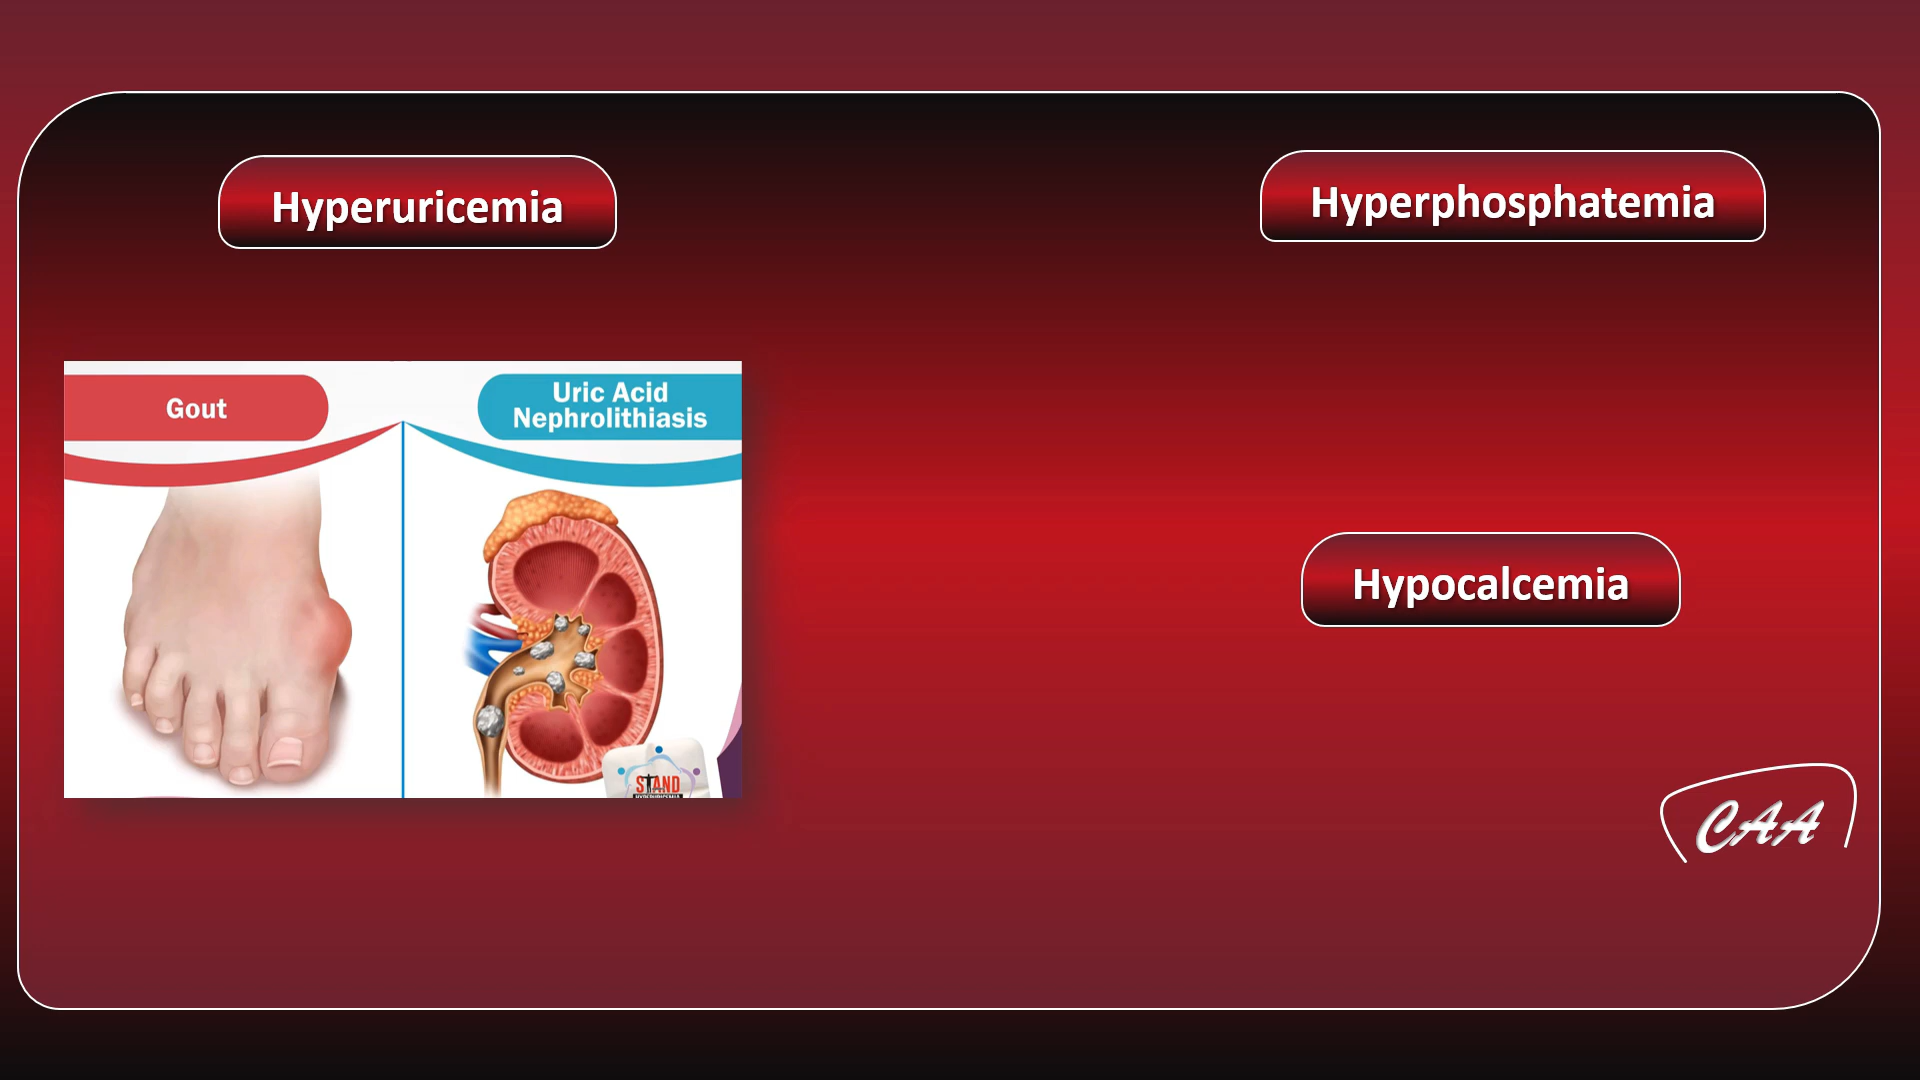 Hyperuricemia
Hyperphosphatemia
Gout
Uric Acid
Nephrolithiasis
Hypocalcemia
STAND
CAA